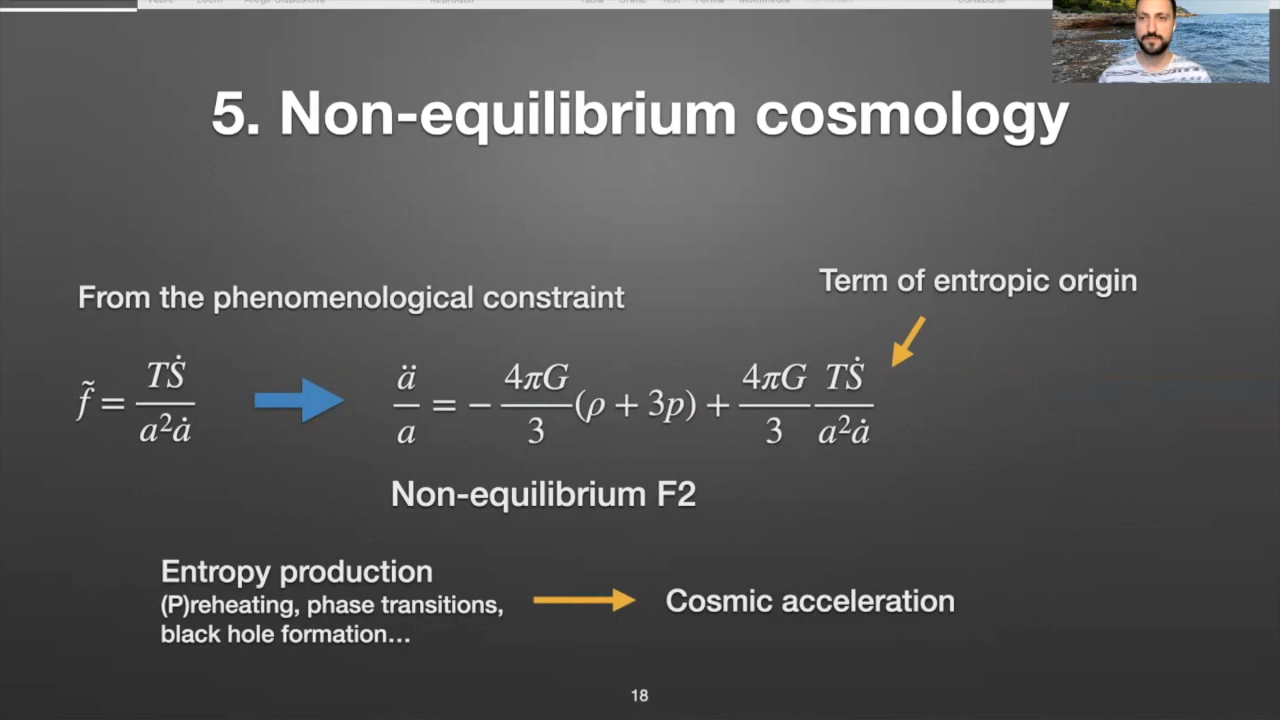 5. Non-equilibrium cosmology
Term of entropic origin
From the phenomenological constraint
f̃ = TṠ / a²ȧ
ä / a = − 4πG / 3 (ρ + 3p) + 4πG / 3 TṠ / a²ȧ
Non-equilibrium F2
Entropy production
(P)reheating, phase transitions,
black hole formation…
Cosmic acceleration
18